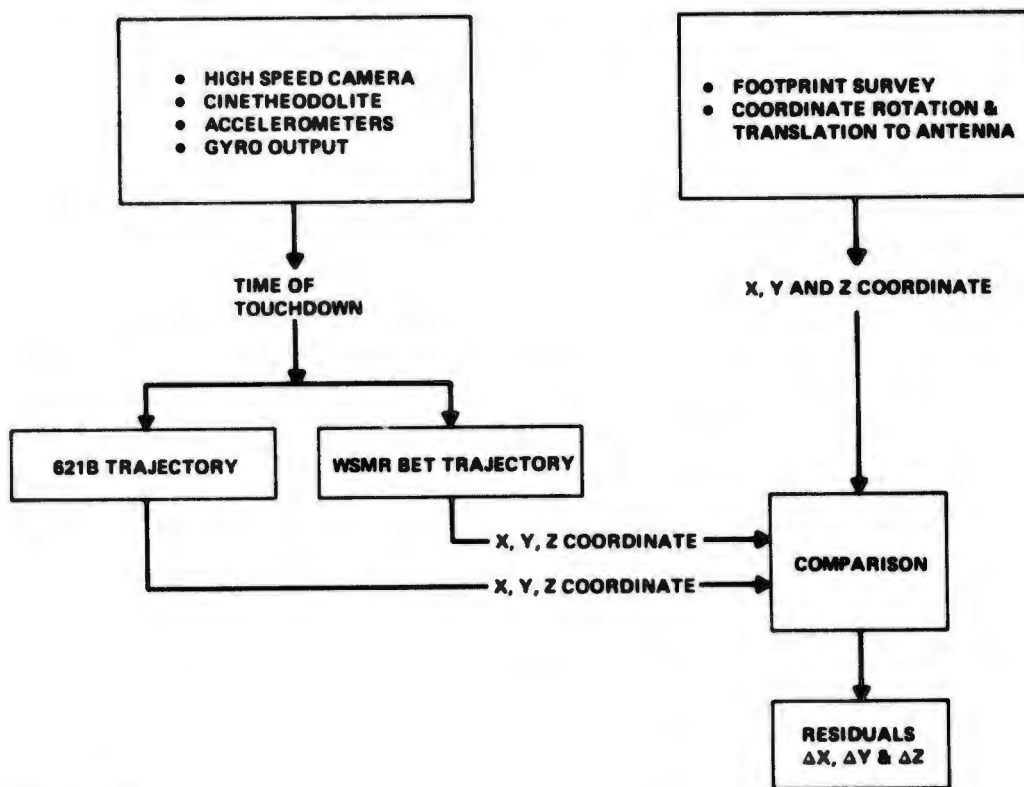 • HIGH SPEED CAMERA
• CINETHEODOLITE
• ACCELEROMETERS
• GYRO OUTPUT
• FOOTPRINT SURVEY
• COORDINATE ROTATION &
TRANSLATION TO ANTENNA
TIME OF
TOUCHDOWN
X, Y AND Z COORDINATE
621B TRAJECTORY
WSMR BET TRAJECTORY
X, Y, Z COORDINATE
X, Y, Z COORDINATE
COMPARISON
RESIDUALS
ΔX, ΔY & ΔZ